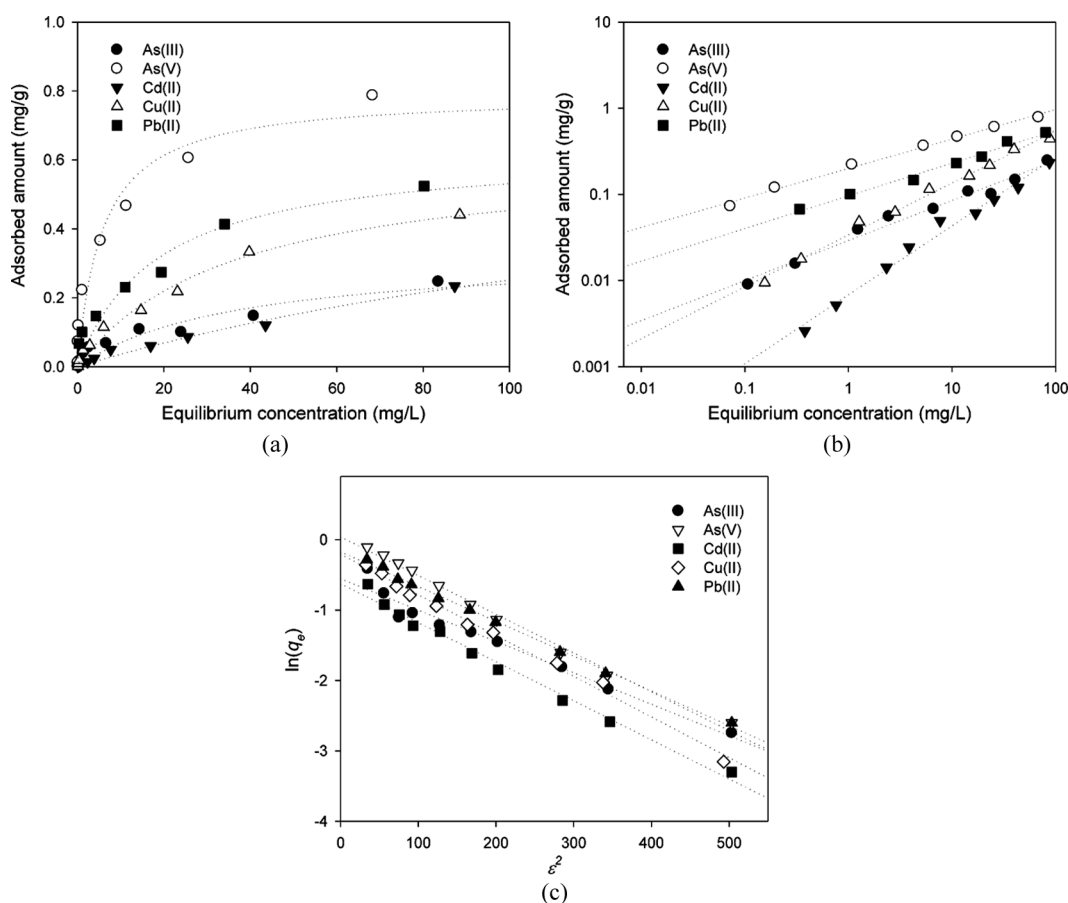 1.0
0.8
0.6
0.4
0.2
0.0
Adsorbed amount (mg/g)
As(III)
As(V)
Cd(II)
Cu(II)
Pb(II)
0 20 40 60 80 100
Equilibrium concentration (mg/L)
(a)
10
1
0.1
0.01
0.001
Adsorbed amount (mg/g)
As(III)
As(V)
Cd(II)
Cu(II)
Pb(II)
0.01 0.1 1 10 100
Equilibrium concentration (mg/L)
(b)
0
-1
-2
-3
-4
ln(qe)
As(III)
As(V)
Cd(II)
Cu(II)
Pb(II)
0 100 200 300 400 500
ε²
(c)